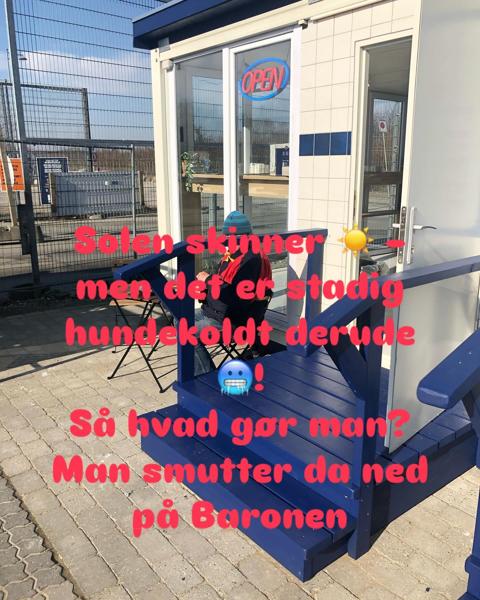 OPEN
Solen skinner ☀️ –
men det er stadig
hundekoldt derude
🥶!
Så hvad gør man?
Man smutter da ned
på Baronen